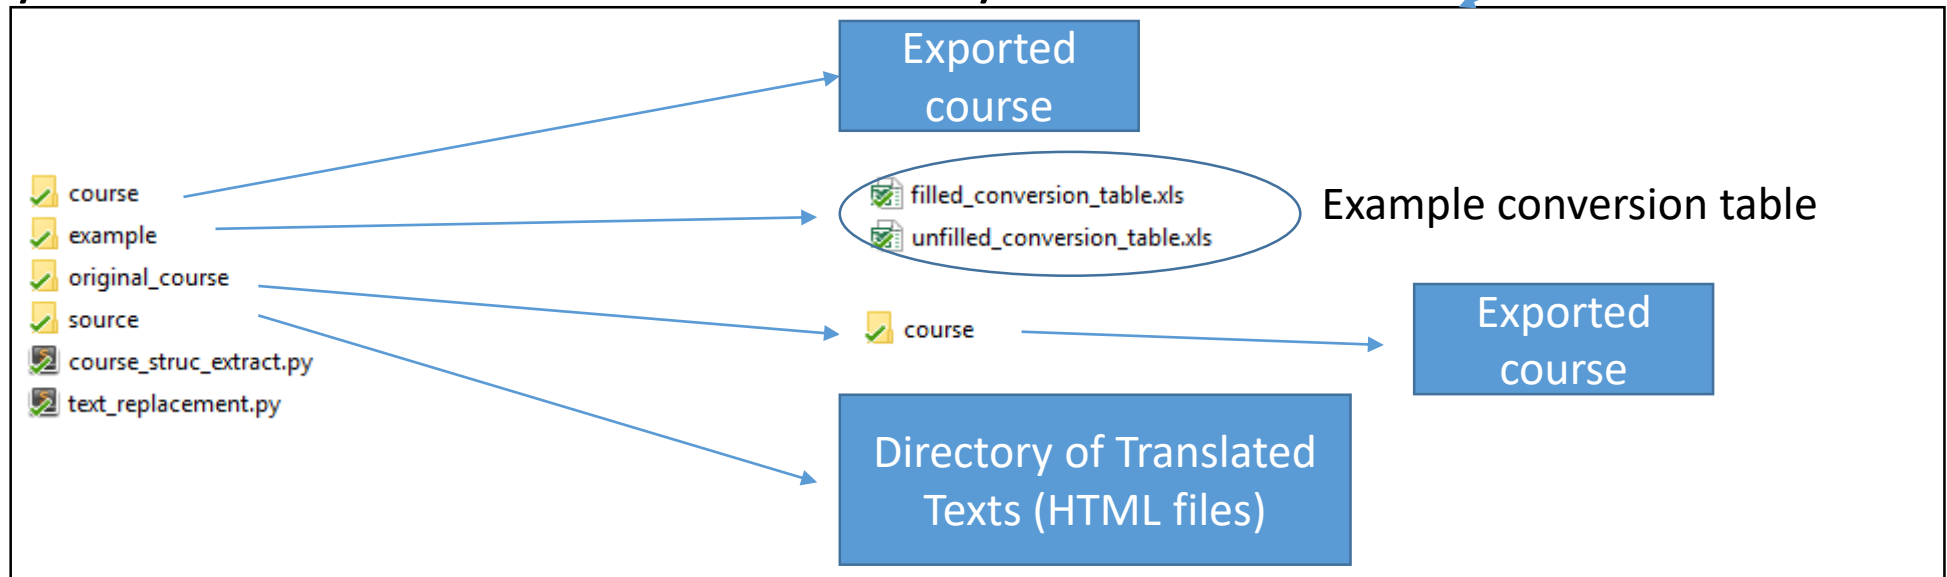 course
example
original_course
source
course_struc_extract.py
text_replacement.py
Exported
course
filled_conversion_table.xls
unfilled_conversion_table.xls
Example conversion table
course
Exported
course
Directory of Translated
Texts (HTML files)